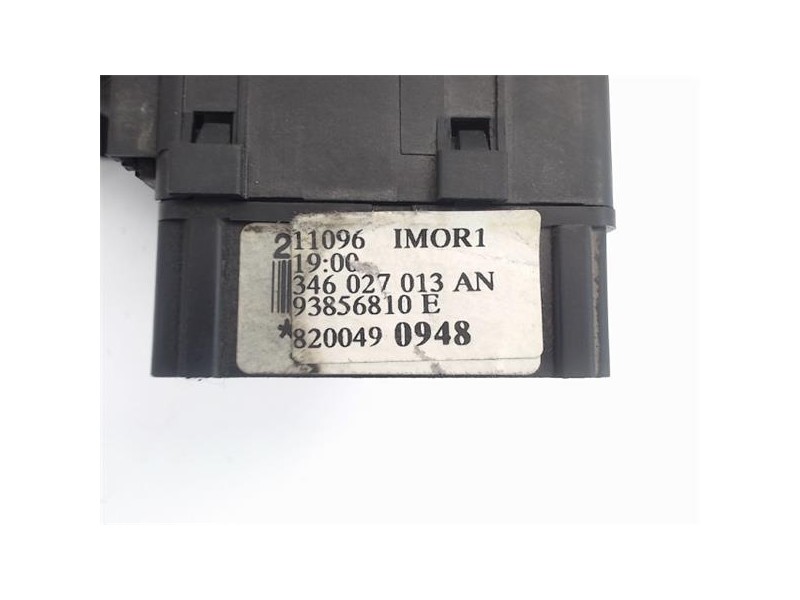 211096 IMOR1
19:00
346 027 013 AN
93856810 E
*820049 0948